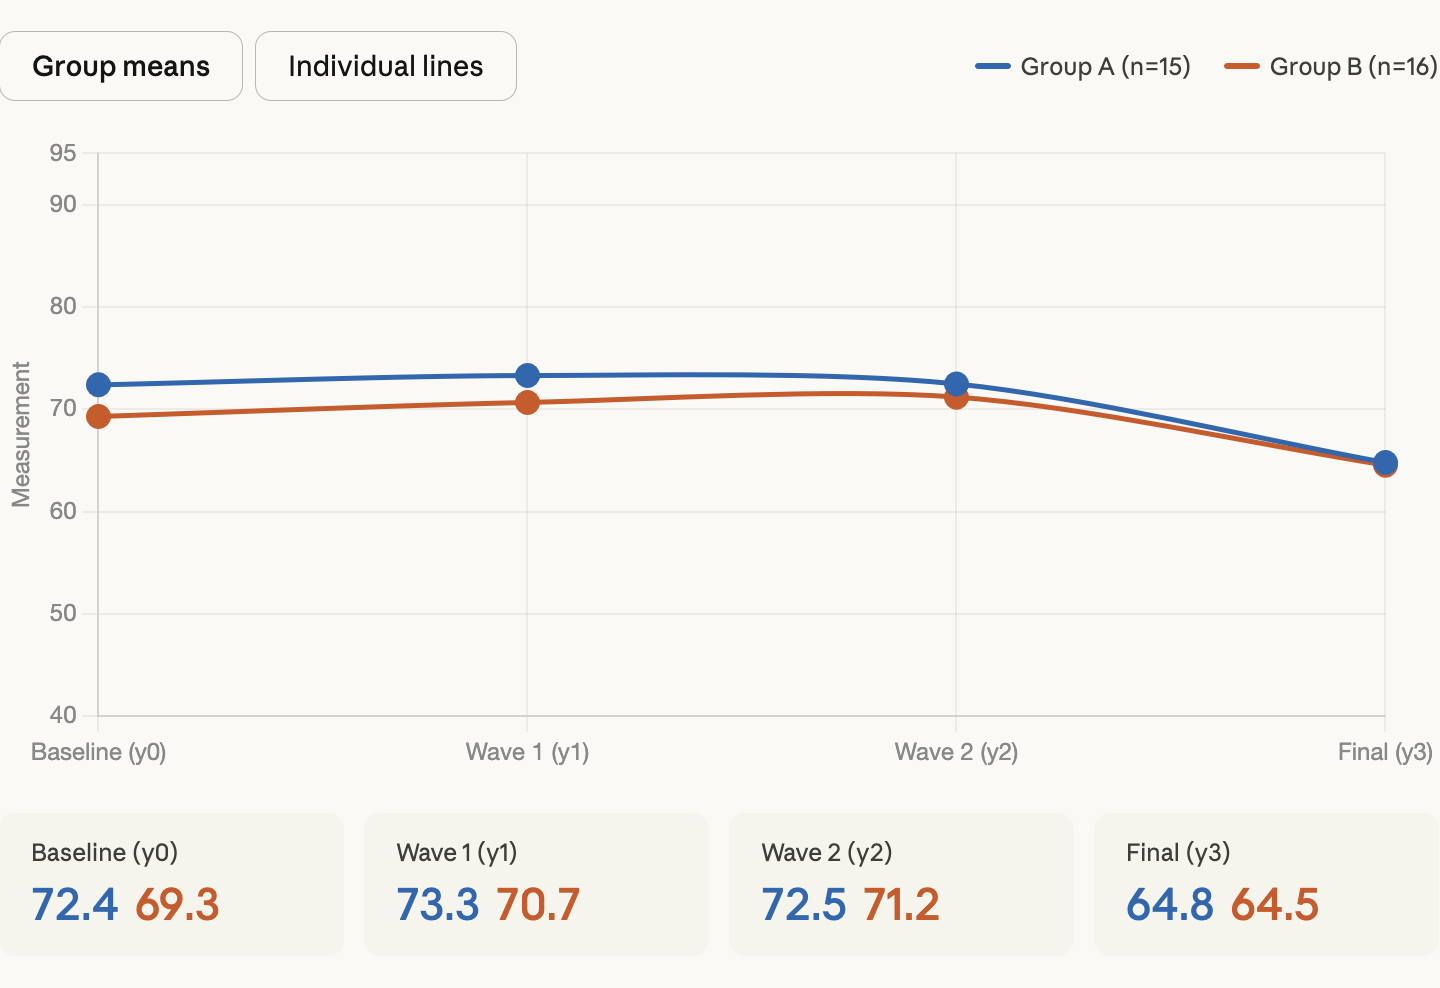 Group means
Individual lines
Group A (n=15)
Group B (n=16)
95
90
80
70
60
50
40
Measurement
Baseline (y0)
Wave 1 (y1)
Wave 2 (y2)
Final (y3)
Baseline (y0)
72.4 69.3
Wave 1 (y1)
73.3 70.7
Wave 2 (y2)
72.5 71.2
Final (y3)
64.8 64.5